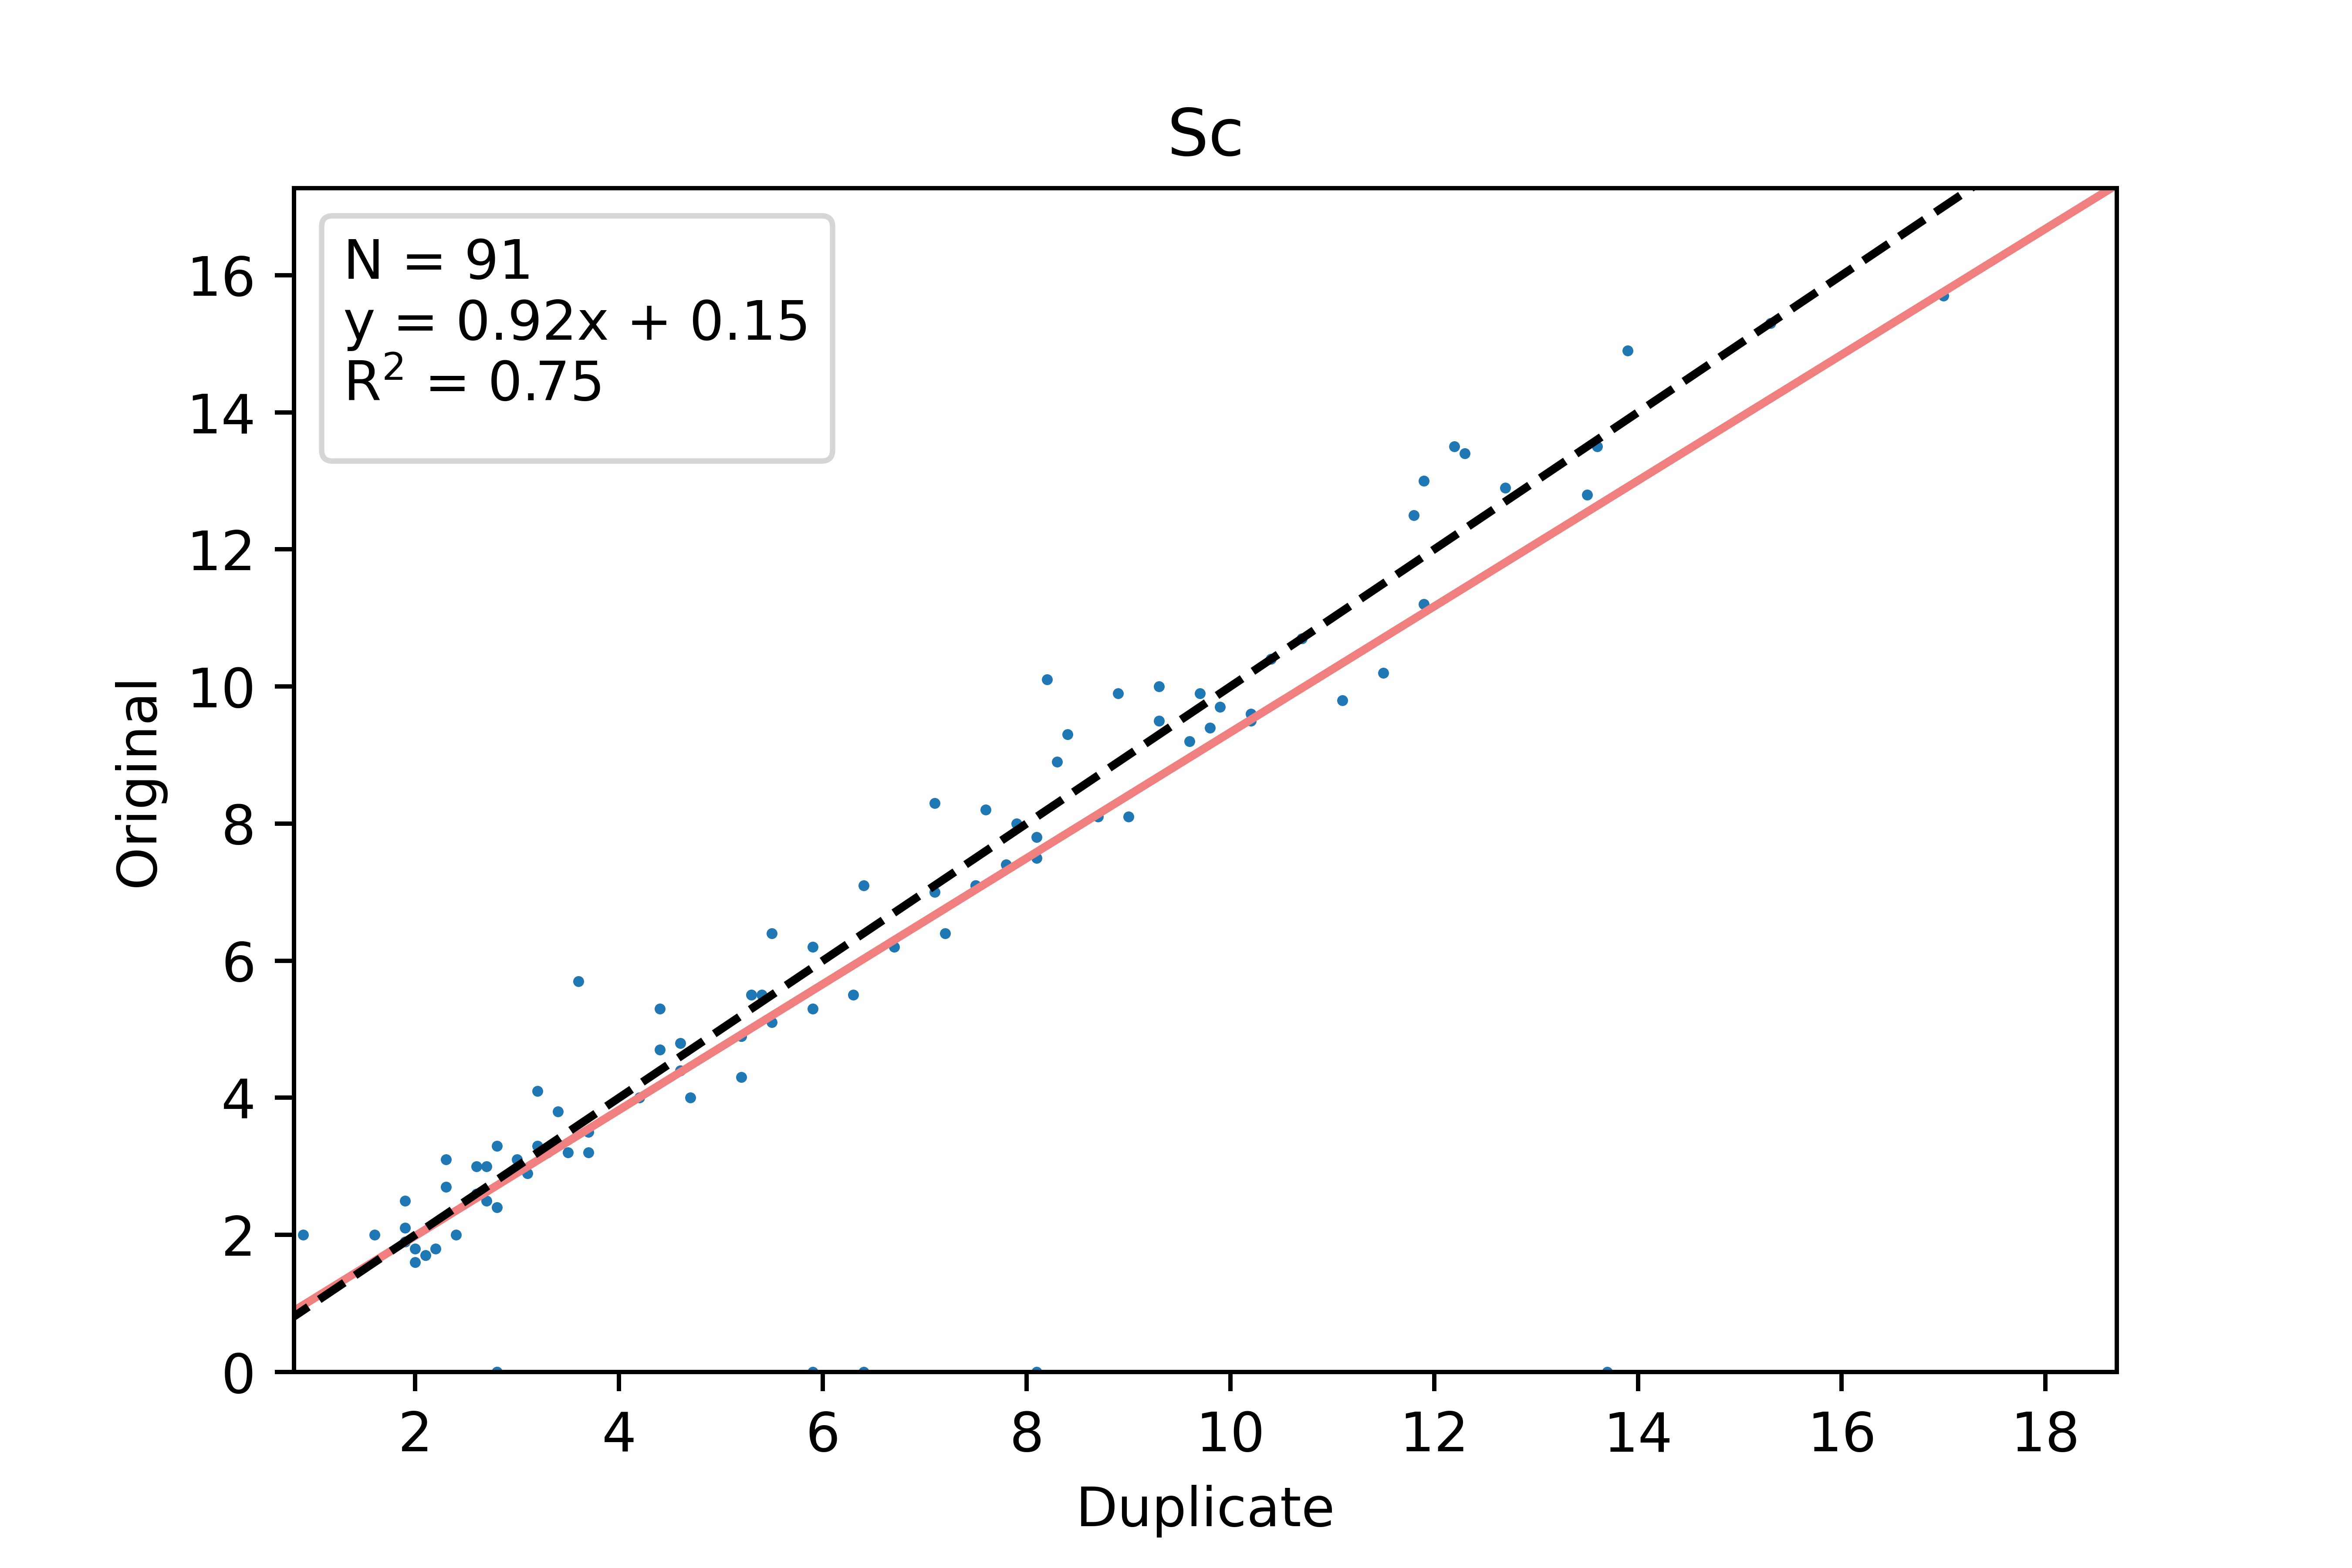 Sc
N = 91
y = 0.92x + 0.15
R² = 0.75
16
14
12
10
8
6
4
2
0
Original
2 4 6 8 10 12 14 16 18
Duplicate